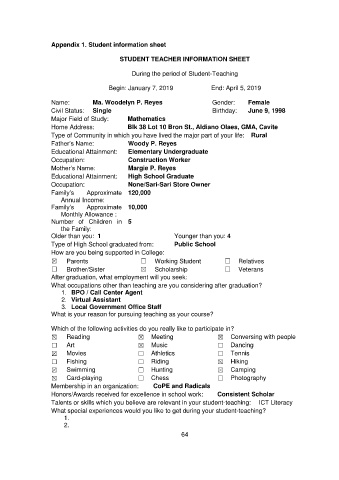 Appendix 1. Student information sheet
STUDENT TEACHER INFORMATION SHEET
During the period of Student-Teaching
Begin: January 7, 2019 End: April 5, 2019
Name: Ma. Woodelyn P. Reyes Gender: Female
Civil Status: Single Birthday: June 9, 1998
Major Field of Study: Mathematics
Home Address: Blk 38 Lot 10 Bron St., Aldiano Olaes, GMA, Cavite
Type of Community in which you have lived the major part of your life: Rural
Father's Name: Woody P. Reyes
Educational Attainment: Elementary Undergraduate
Occupation: Construction Worker
Mother's Name: Margie P. Reyes
Educational Attainment: High School Graduate
Occupation: None/Sari-Sari Store Owner
Family's Approximate 120,000
Annual Income:
Family's Approximate 10,000
Monthly Allowance :
Number of Children in 5
the Family:
Older than you: 1 Younger than you: 4
Type of High School graduated from: Public School
How are you being supported in College:
☒ Parents ☐ Working Student ☐ Relatives
☐ Brother/Sister ☒ Scholarship ☐ Veterans
After graduation, what employment will you seek:
What occupations other than teaching are you considering after graduation?
1. BPO / Call Center Agent
2. Virtual Assistant
3. Local Government Office Staff
What is your reason for pursuing teaching as your course?
Which of the following activities do you really like to participate in?
☒ Reading ☒ Meeting ☒ Conversing with people
☐ Art ☒ Music ☐ Dancing
☒ Movies ☐ Athletics ☐ Tennis
☐ Fishing ☐ Riding ☒ Hiking
☒ Swimming ☐ Hunting ☒ Camping
☒ Card-playing ☐ Chess ☐ Photography
Membership in an organization: CoPE and Radicals
Honors/Awards received for excellence in school work: Consistent Scholar
Talents or skills which you believe are relevant in your student-teaching: ICT Literacy
What special experiences would you like to get during your student-teaching?
1.
2.
64